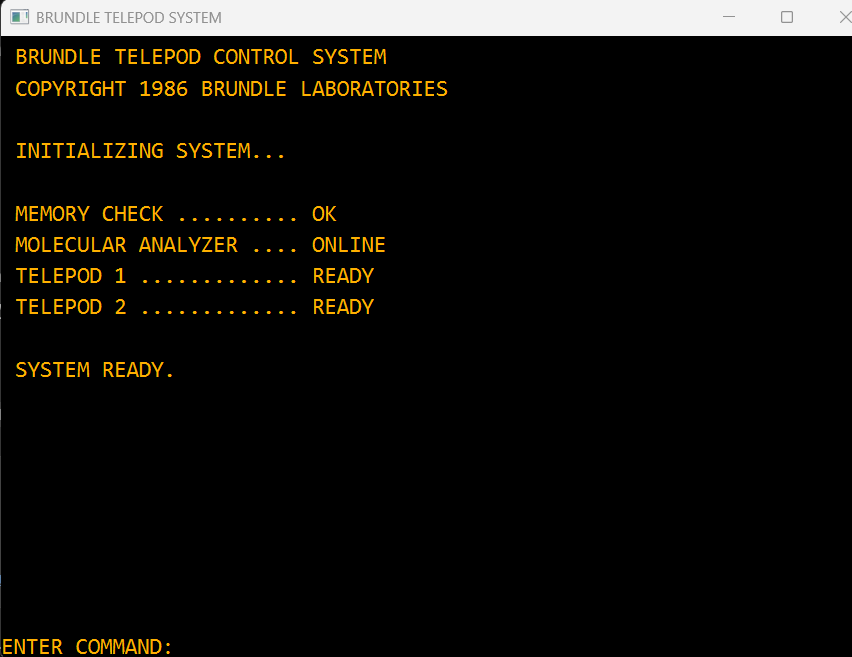 BRUNDLE TELEPOD SYSTEM
BRUNDLE TELEPOD CONTROL SYSTEM
COPYRIGHT 1986 BRUNDLE LABORATORIES
INITIALIZING SYSTEM...
MEMORY CHECK .......... OK
MOLECULAR ANALYZER .... ONLINE
TELEPOD 1 ............. READY
TELEPOD 2 ............. READY
SYSTEM READY.
ENTER COMMAND: